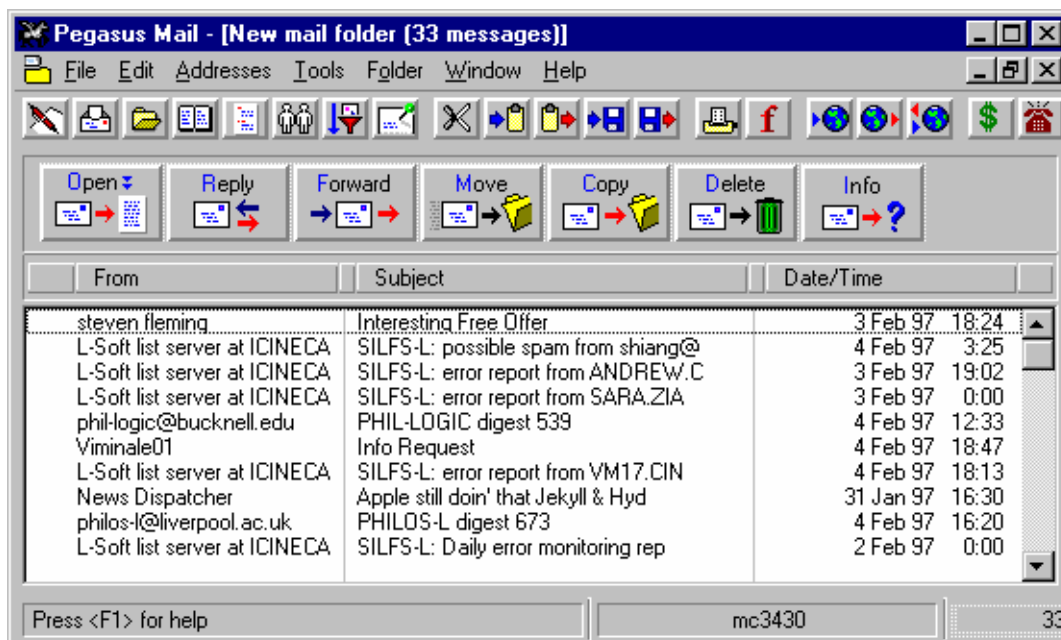 Pegasus Mail - [New mail folder (33 messages)]
File Edit Addresses Tools Folder Window Help
f $
Open Reply Forward Move Copy Delete Info
?
From Subject Date/Time
steven fleming Interesting Free Offer 3 Feb 97 18:24
L-Soft list server at ICINECA SILFS-L: possible spam from shiang@ 4 Feb 97 3:25
L-Soft list server at ICINECA SILFS-L: error report from ANDREW.C 3 Feb 97 19:02
L-Soft list server at ICINECA SILFS-L: error report from SARA.ZIA 3 Feb 97 0:00
phil-logic@bucknell.edu PHIL-LOGIC digest 539 4 Feb 97 12:33
Viminale01 Info Request 4 Feb 97 18:47
L-Soft list server at ICINECA SILFS-L: error report from VM17.CIN 4 Feb 97 18:13
News Dispatcher Apple still doin' that Jekyll & Hyd 31 Jan 97 16:30
philos-l@liverpool.ac.uk PHILOS-L digest 673 4 Feb 97 16:20
L-Soft list server at ICINECA SILFS-L: Daily error monitoring rep 2 Feb 97 0:00
Press <F1> for help mc3430 33